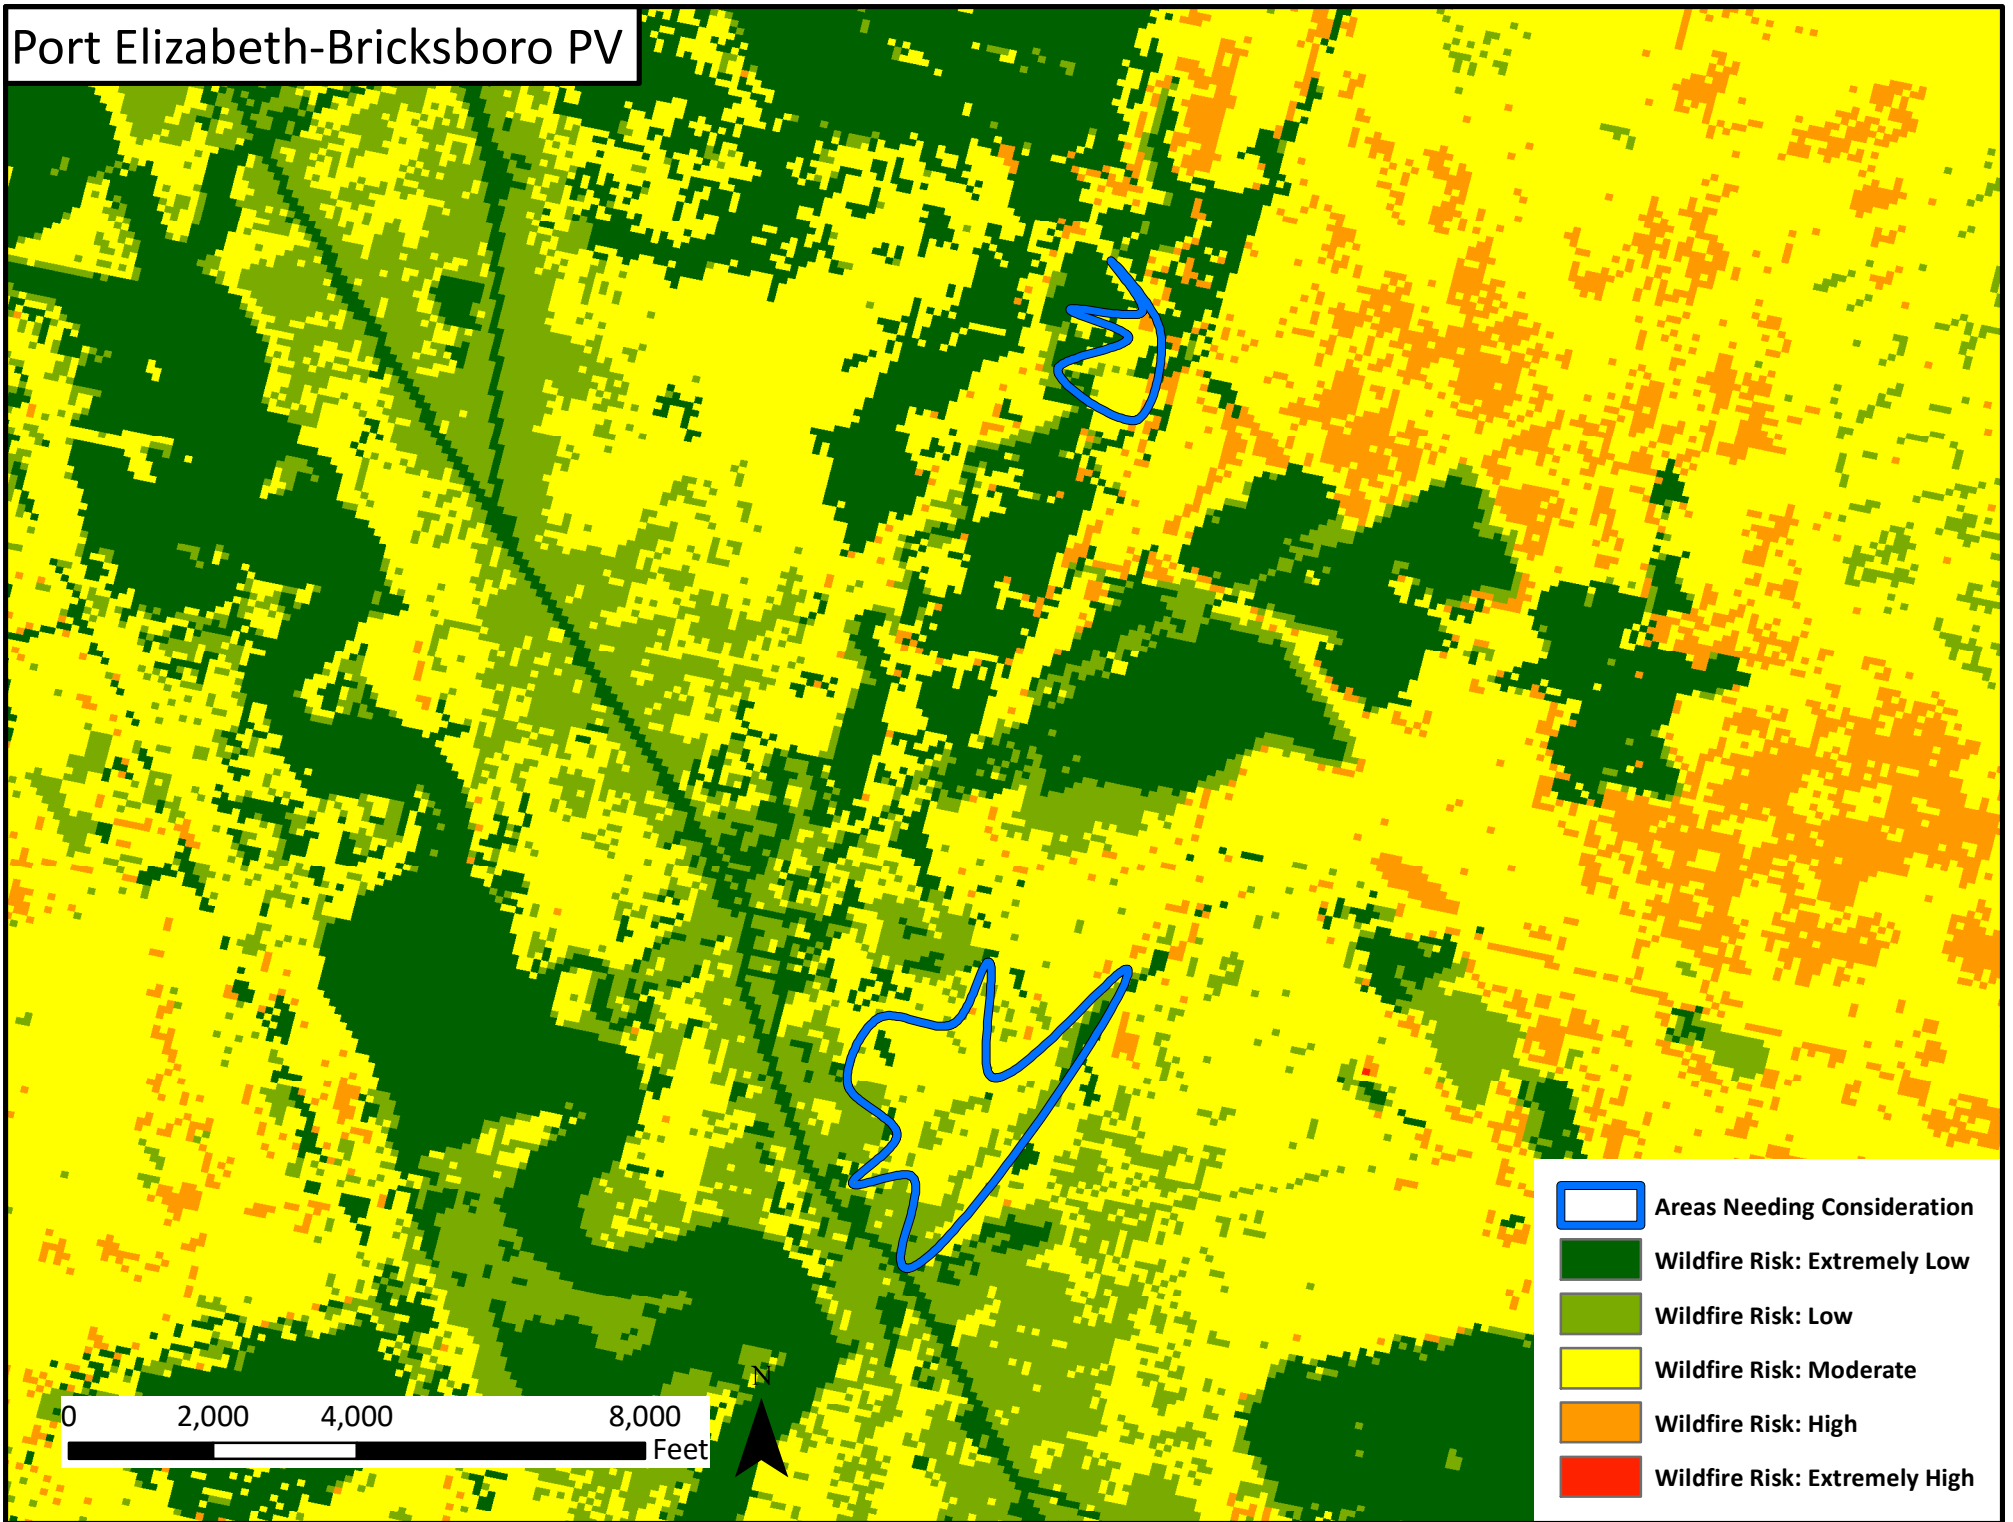 Port Elizabeth-Bricksboro PV
Areas Needing Consideration
Wildfire Risk: Extremely Low
Wildfire Risk: Low
Wildfire Risk: Moderate
Wildfire Risk: High
Wildfire Risk: Extremely High
N
0 2,000 4,000 8,000
Feet